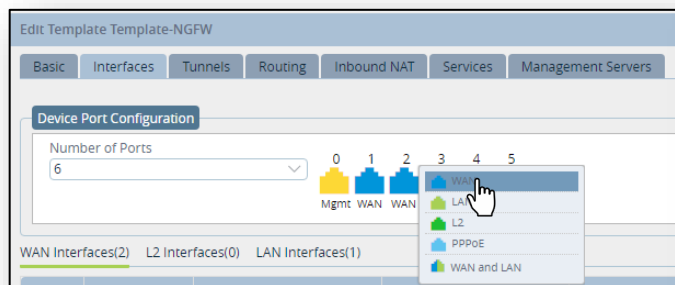 Edit Template Template-NGFW
Basic Interfaces Tunnels Routing Inbound NAT Services Management Servers
Device Port Configuration
Number of Ports
6
0 1 2 3 4 5
Mgmt WAN WAN
WAN
LAN
L2
PPPoE
WAN and LAN
WAN Interfaces(2) L2 Interfaces(0) LAN Interfaces(1)